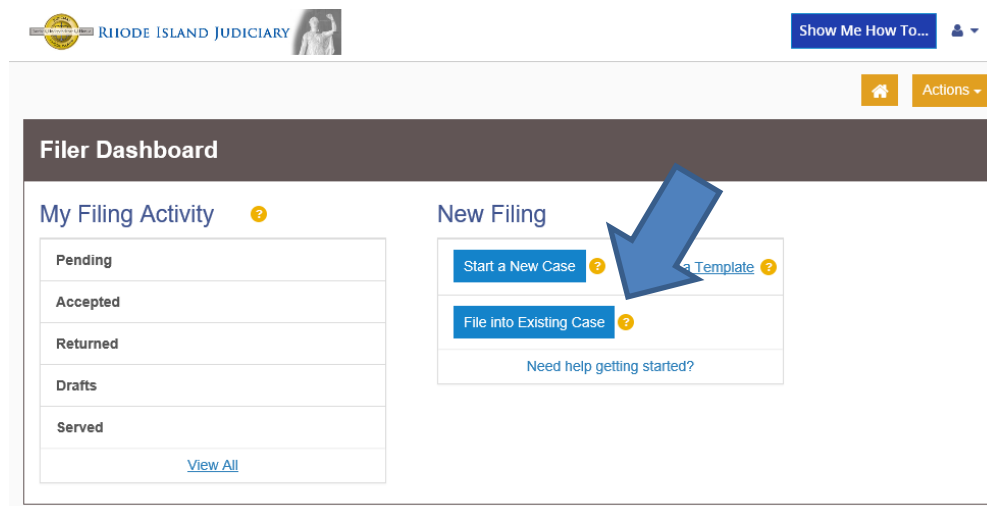 RHODE ISLAND JUDICIARY
Show Me How To...
Actions
Filer Dashboard
My Filing Activity ?
Pending
Accepted
Returned
Drafts
Served
View All
New Filing
Start a New Case ? a Template ?
File into Existing Case ?
Need help getting started?